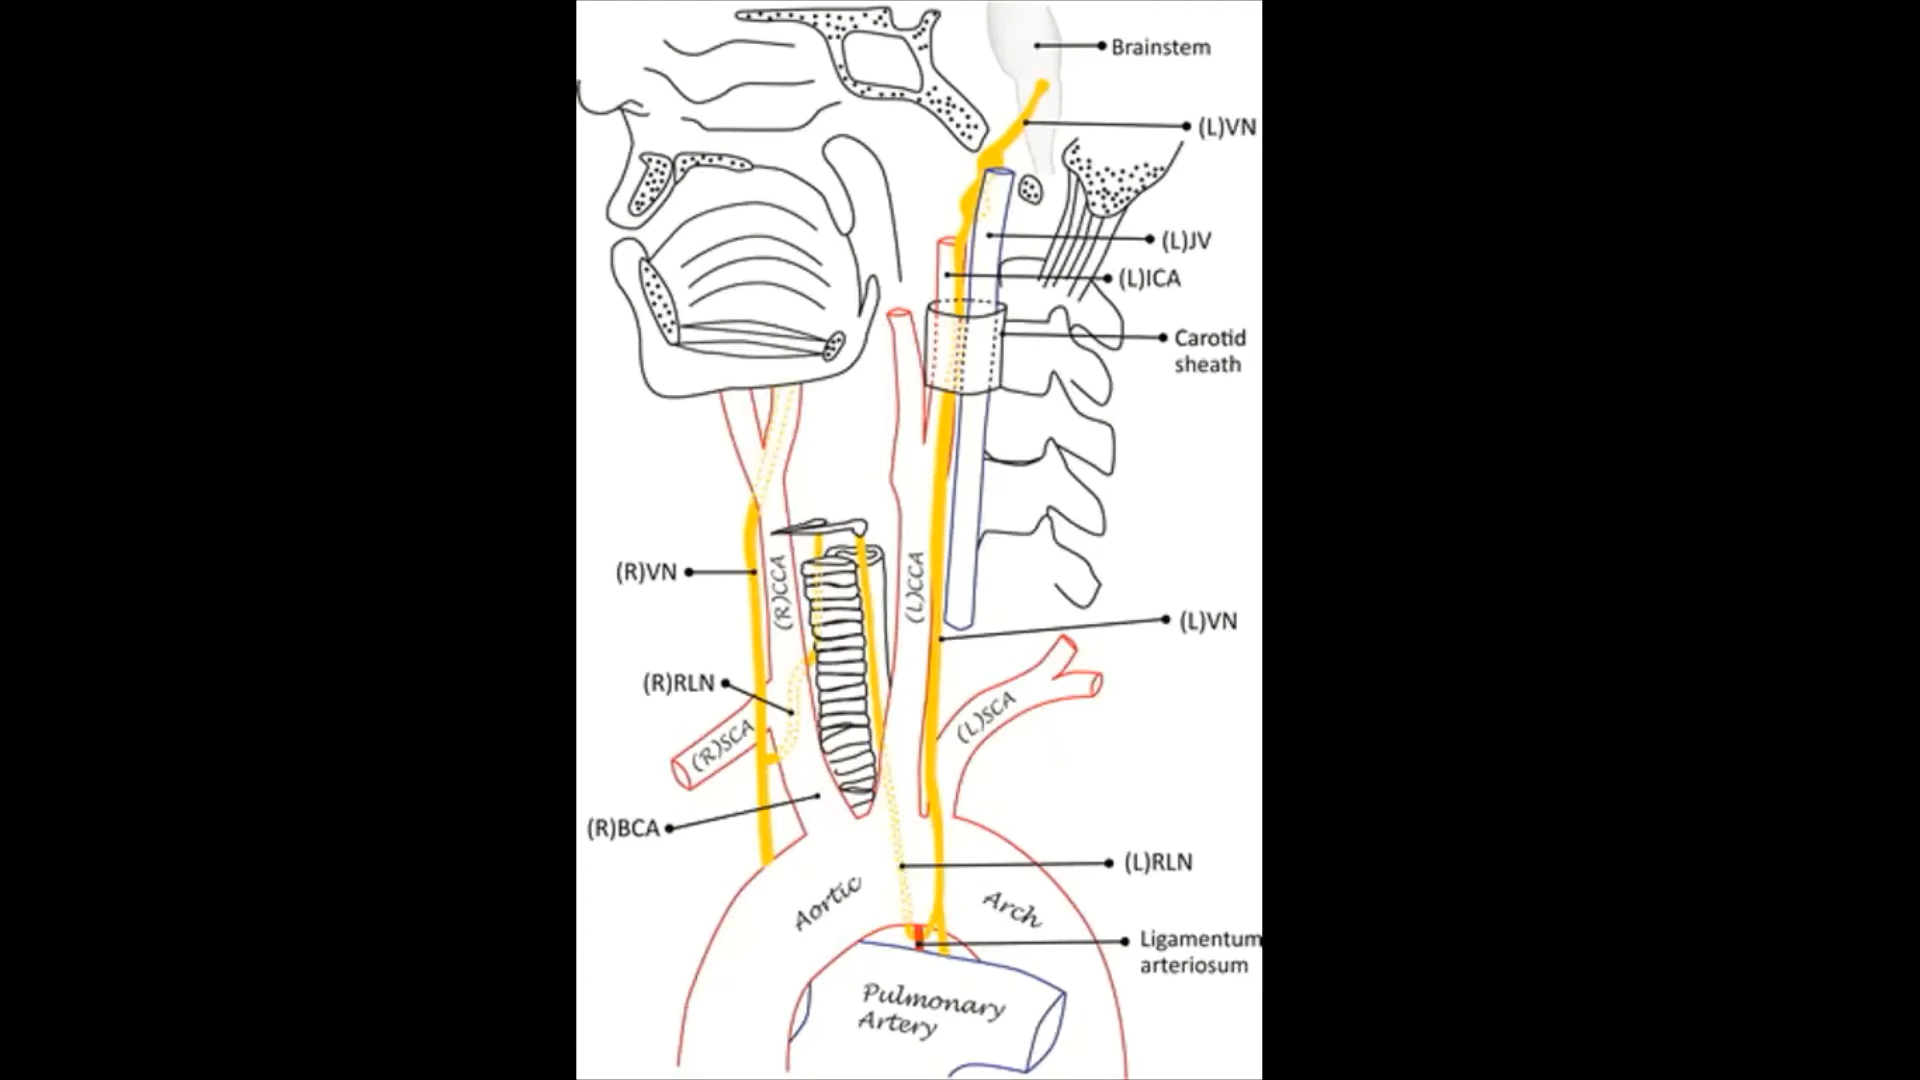 Brainstem
(L)VN
(L)JV
(L)ICA
Carotid
sheath
(R)VN
(R)CCA
(L)CCA
(L)VN
(R)RLN
(R)SCA
(L)SCA
(R)BCA
(L)RLN
Aortic
Arch
Ligamentum
arteriosum
Pulmonary
Artery